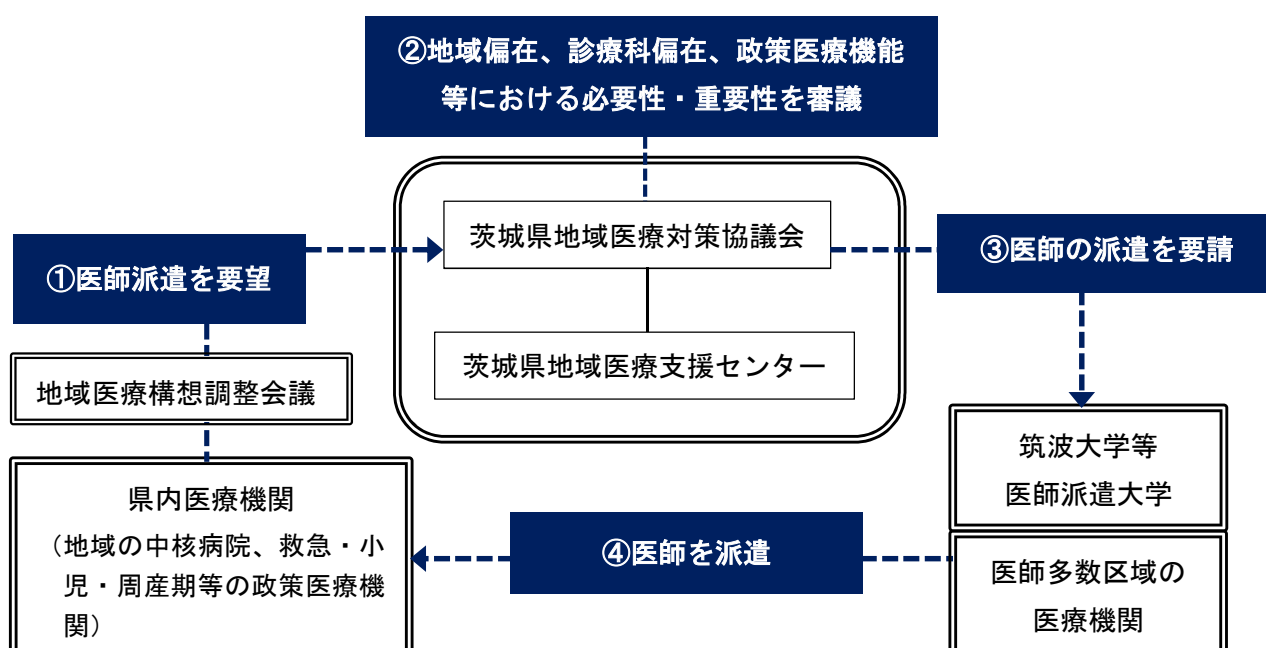 ②地域偏在、診療科偏在、政策医療機能
等における必要性・重要性を審議
茨城県地域医療対策協議会
③医師の派遣を要請
①医師派遣を要望
茨城県地域医療支援センター
地域医療構想調整会議
筑波大学等
医師派遣大学
県内医療機関
（地域の中核病院、救急・小
児・周産期等の政策医療機
関）
④医師を派遣
医師多数区域の
医療機関